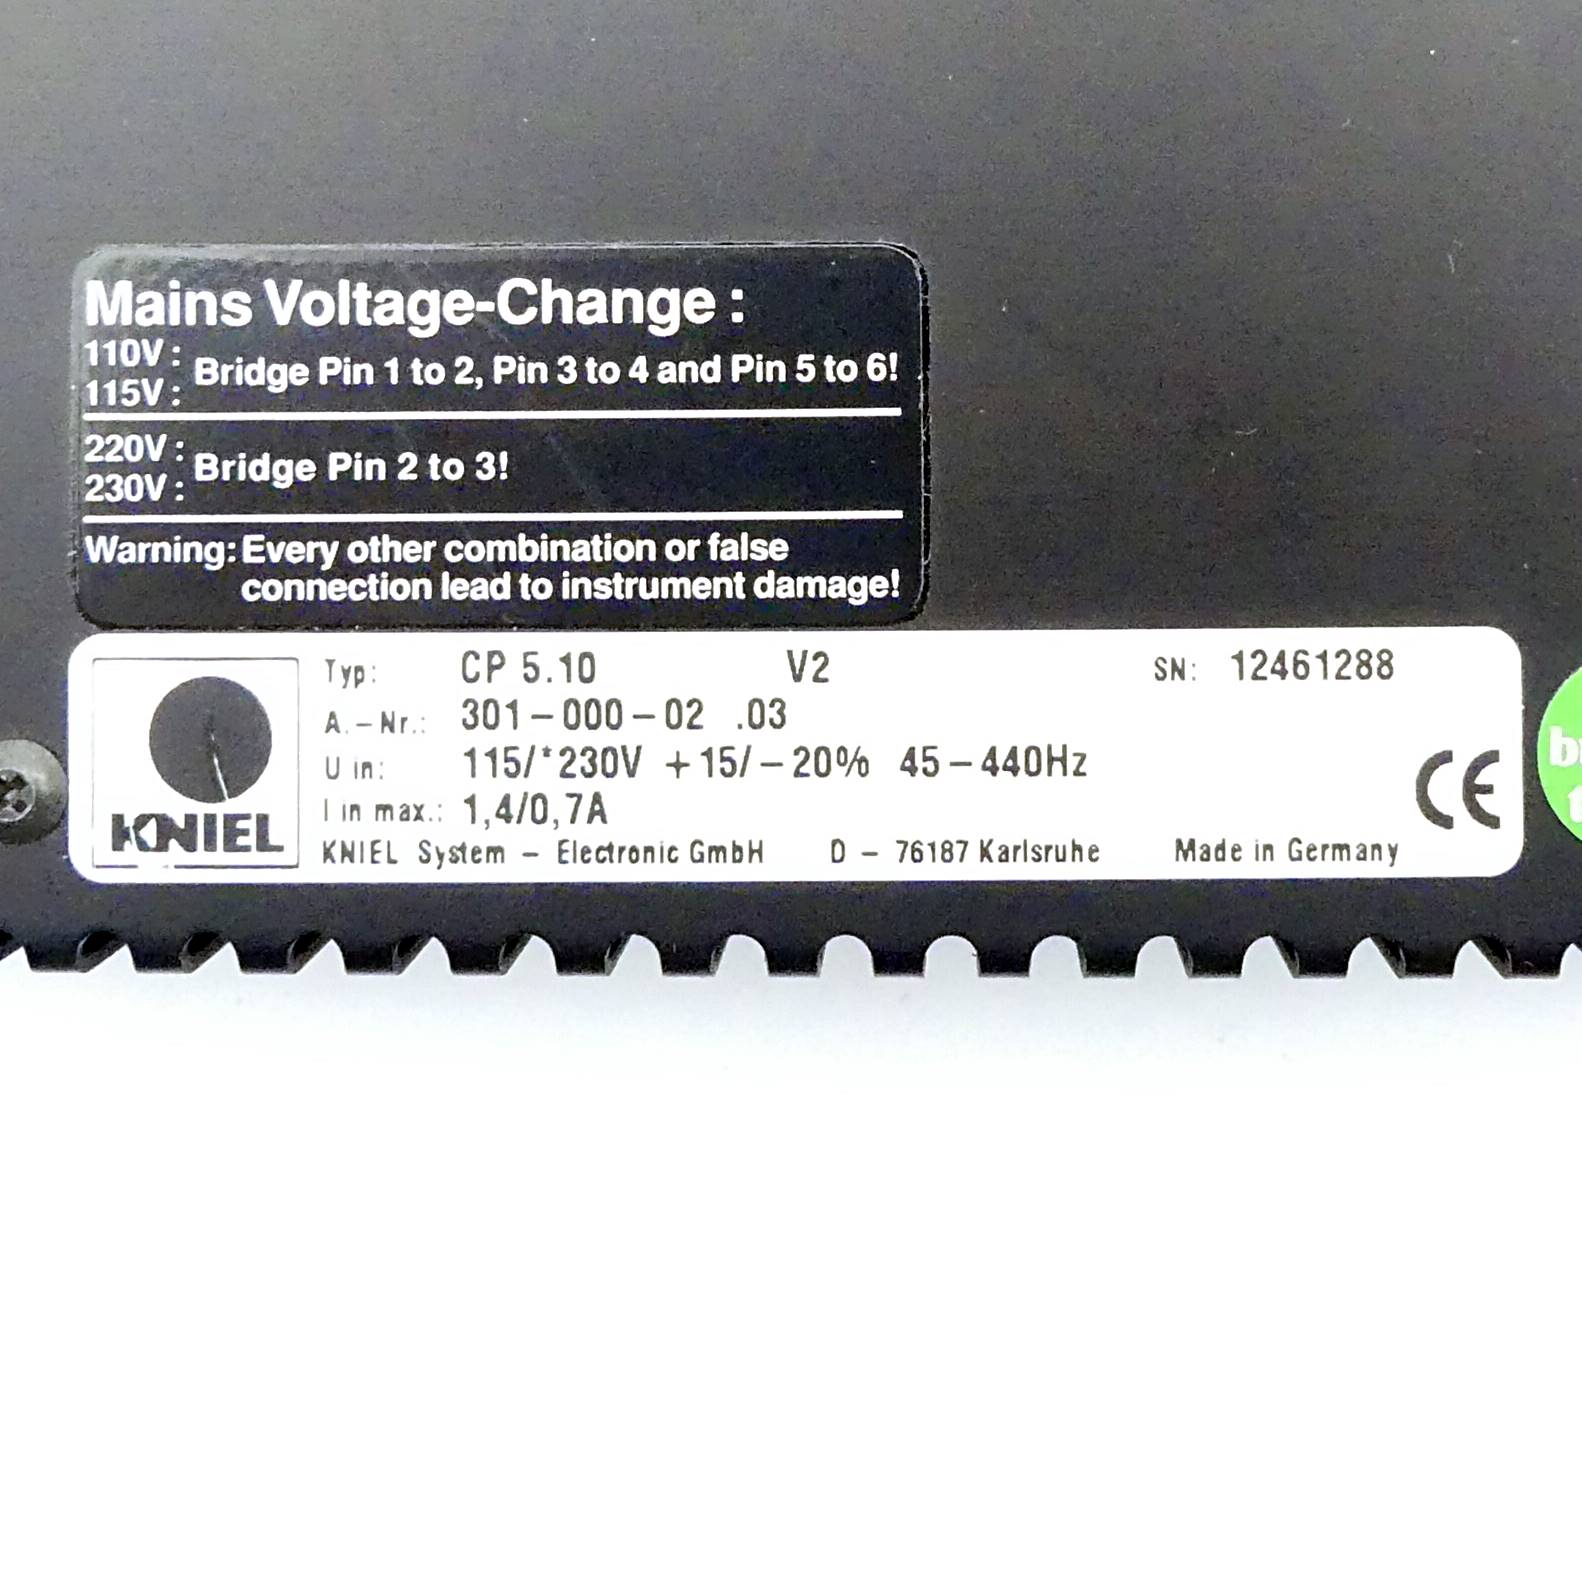 Mains Voltage-Change :
110V :
115V : Bridge Pin 1 to 2, Pin 3 to 4 and Pin 5 to 6!
220V :
230V : Bridge Pin 2 to 3!
Warning: Every other combination or false
connection lead to instrument damage!
KNIEL
Typ: CP 5.10 V2 SN: 12461288
A.-Nr.: 301-000-02 .03
U in: 115/*230V +15/-20% 45-440Hz
I in max.: 1,4/0,7A
KNIEL System - Electronic GmbH D - 76187 Karlsruhe Made in Germany
CE